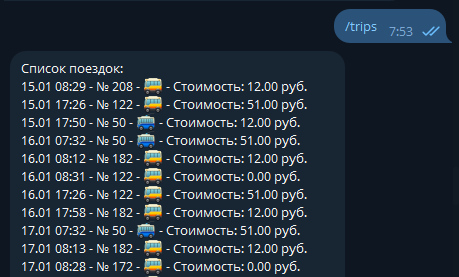 /trips 7:53
Список поездок:
15.01 08:29 - № 208 - 🚌 - Стоимость: 12.00 руб.
15.01 17:26 - № 122 - 🚌 - Стоимость: 51.00 руб.
15.01 17:50 - № 50 - 🚎 - Стоимость: 12.00 руб.
16.01 07:32 - № 50 - 🚎 - Стоимость: 51.00 руб.
16.01 08:12 - № 182 - 🚌 - Стоимость: 12.00 руб.
16.01 08:31 - № 122 - 🚌 - Стоимость: 0.00 руб.
16.01 17:26 - № 122 - 🚌 - Стоимость: 51.00 руб.
16.01 17:58 - № 182 - 🚌 - Стоимость: 12.00 руб.
17.01 07:32 - № 50 - 🚎 - Стоимость: 51.00 руб.
17.01 08:13 - № 182 - 🚌 - Стоимость: 12.00 руб.
17.01 08:28 - № 172 - 🚌 - Стоимость: 0.00 руб.